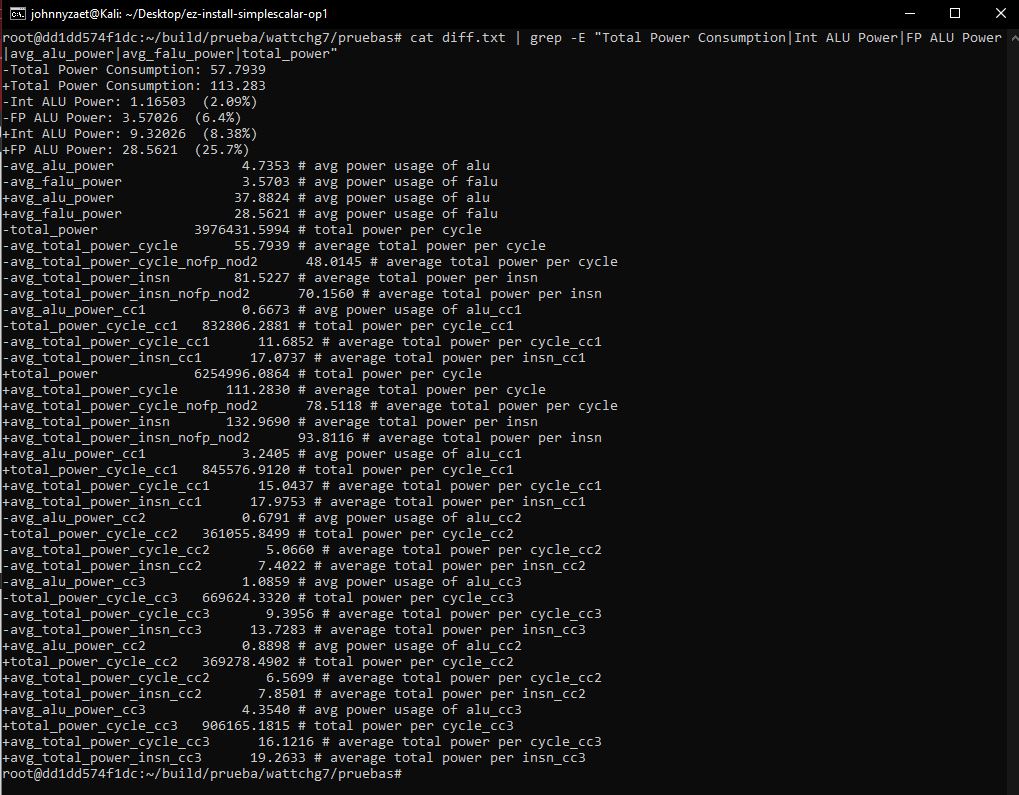 johnnyzaet@Kali: ~/Desktop/ez-install-simplescalar-op1
root@dd1dd574f1dc:~/build/prueba/wattchg7/pruebas# cat diff.txt | grep -E "Total Power Consumption|Int ALU Power|FP ALU Power
|avg_alu_power|avg_falu_power|total_power"
-Total Power Consumption: 57.7939
+Total Power Consumption: 113.283
-Int ALU Power: 1.16503  (2.09%)
-FP ALU Power: 3.57026  (6.4%)
+Int ALU Power: 9.32026  (8.38%)
+FP ALU Power: 28.5621  (25.7%)
-avg_alu_power                4.7353 # avg power usage of alu
-avg_falu_power               3.5703 # avg power usage of falu
+avg_alu_power               37.8824 # avg power usage of alu
+avg_falu_power              28.5621 # avg power usage of falu
-total_power            3976431.5994 # total power per cycle
-avg_total_power_cycle       55.7939 # average total power per cycle
-avg_total_power_cycle_nofp_nod2      48.0145 # average total power per cycle
-avg_total_power_insn        81.5227 # average total power per insn
-avg_total_power_insn_nofp_nod2      70.1560 # average total power per insn
-avg_alu_power_cc1            0.6673 # avg power usage of alu_cc1
-total_power_cycle_cc1   832806.2881 # total power per cycle_cc1
-avg_total_power_cycle_cc1      11.6852 # average total power per cycle_cc1
-avg_total_power_insn_cc1      17.0737 # average total power per insn_cc1
+total_power            6254996.0864 # total power per cycle
+avg_total_power_cycle      111.2830 # average total power per cycle
+avg_total_power_cycle_nofp_nod2      78.5118 # average total power per cycle
+avg_total_power_insn       132.9690 # average total power per insn
+avg_total_power_insn_nofp_nod2      93.8116 # average total power per insn
+avg_alu_power_cc1            3.2405 # avg power usage of alu_cc1
+total_power_cycle_cc1   845576.9120 # total power per cycle_cc1
+avg_total_power_cycle_cc1      15.0437 # average total power per cycle_cc1
+avg_total_power_insn_cc1      17.9753 # average total power per insn_cc1
-avg_alu_power_cc2            0.6791 # avg power usage of alu_cc2
-total_power_cycle_cc2   361055.8499 # total power per cycle_cc2
-avg_total_power_cycle_cc2       5.0660 # average total power per cycle_cc2
-avg_total_power_insn_cc2       7.4022 # average total power per insn_cc2
-avg_alu_power_cc3            1.0859 # avg power usage of alu_cc3
-total_power_cycle_cc3   669624.3320 # total power per cycle_cc3
-avg_total_power_cycle_cc3       9.3956 # average total power per cycle_cc3
-avg_total_power_insn_cc3      13.7283 # average total power per insn_cc3
+avg_alu_power_cc2            0.8898 # avg power usage of alu_cc2
+total_power_cycle_cc2   369278.4902 # total power per cycle_cc2
+avg_total_power_cycle_cc2       6.5699 # average total power per cycle_cc2
+avg_total_power_insn_cc2       7.8501 # average total power per insn_cc2
+avg_alu_power_cc3            4.3540 # avg power usage of alu_cc3
+total_power_cycle_cc3   906165.1815 # total power per cycle_cc3
+avg_total_power_cycle_cc3      16.1216 # average total power per cycle_cc3
+avg_total_power_insn_cc3      19.2633 # average total power per insn_cc3
root@dd1dd574f1dc:~/build/prueba/wattchg7/pruebas#